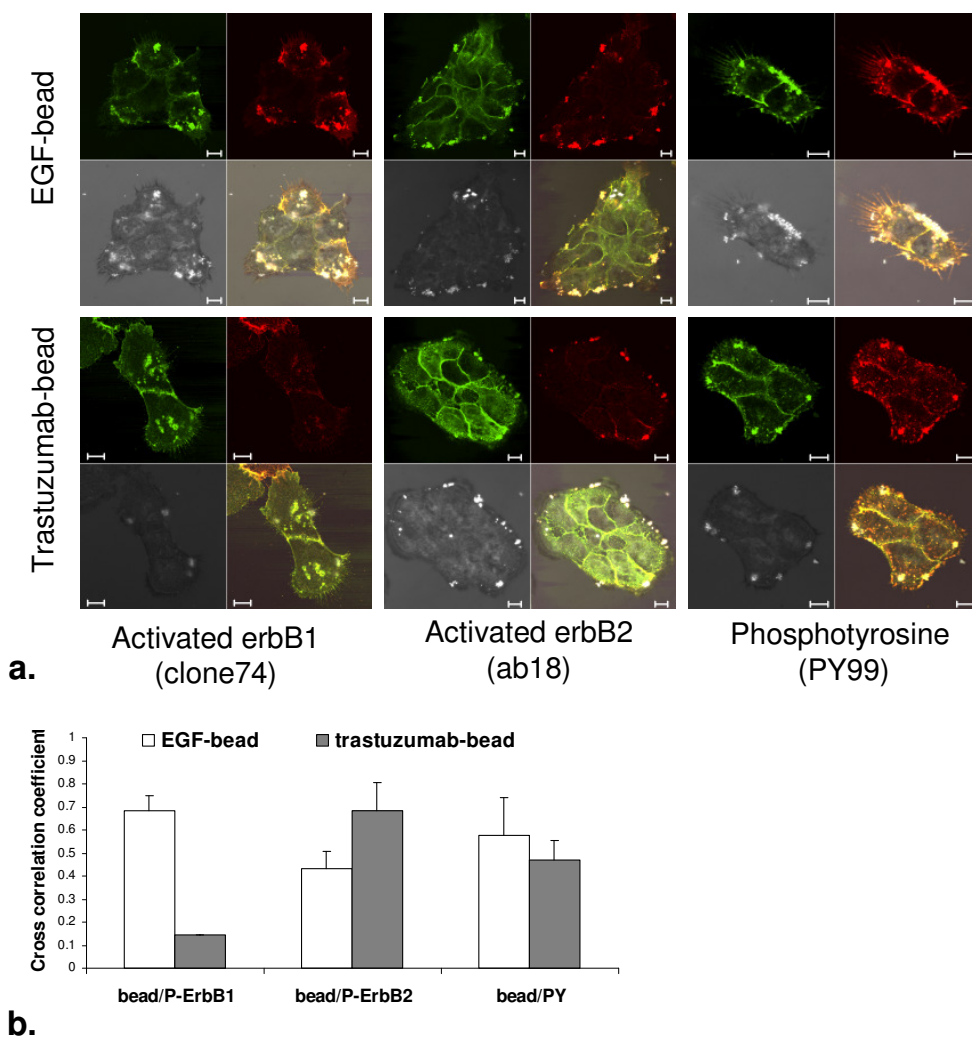 EGF-bead
Trastuzumab-bead
Activated erbB1
(clone74)
Activated erbB2
(ab18)
Phosphotyrosine
(PY99)
a.
EGF-bead
trastuzumab-bead
Cross correlation coefficient
1
0.9
0.8
0.7
0.6
0.5
0.4
0.3
0.2
0.1
0
bead/P-ErbB1
bead/P-ErbB2
bead/PY
b.